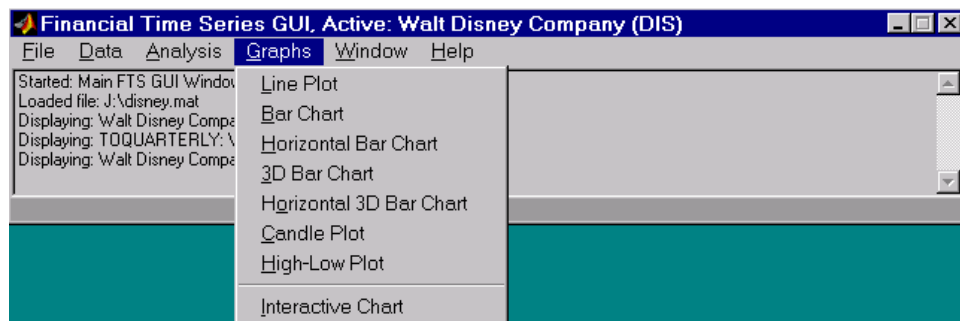 Financial Time Series GUI, Active: Walt Disney Company (DIS)
File Data Analysis Graphs Window Help
Started: Main FTS GUI Window
Loaded file: J:\disney.mat
Displaying: Walt Disney Compa
Displaying: TOQUARTERLY:
Displaying: Walt Disney Compa
Line Plot
Bar Chart
Horizontal Bar Chart
3D Bar Chart
Horizontal 3D Bar Chart
Candle Plot
High-Low Plot
Interactive Chart